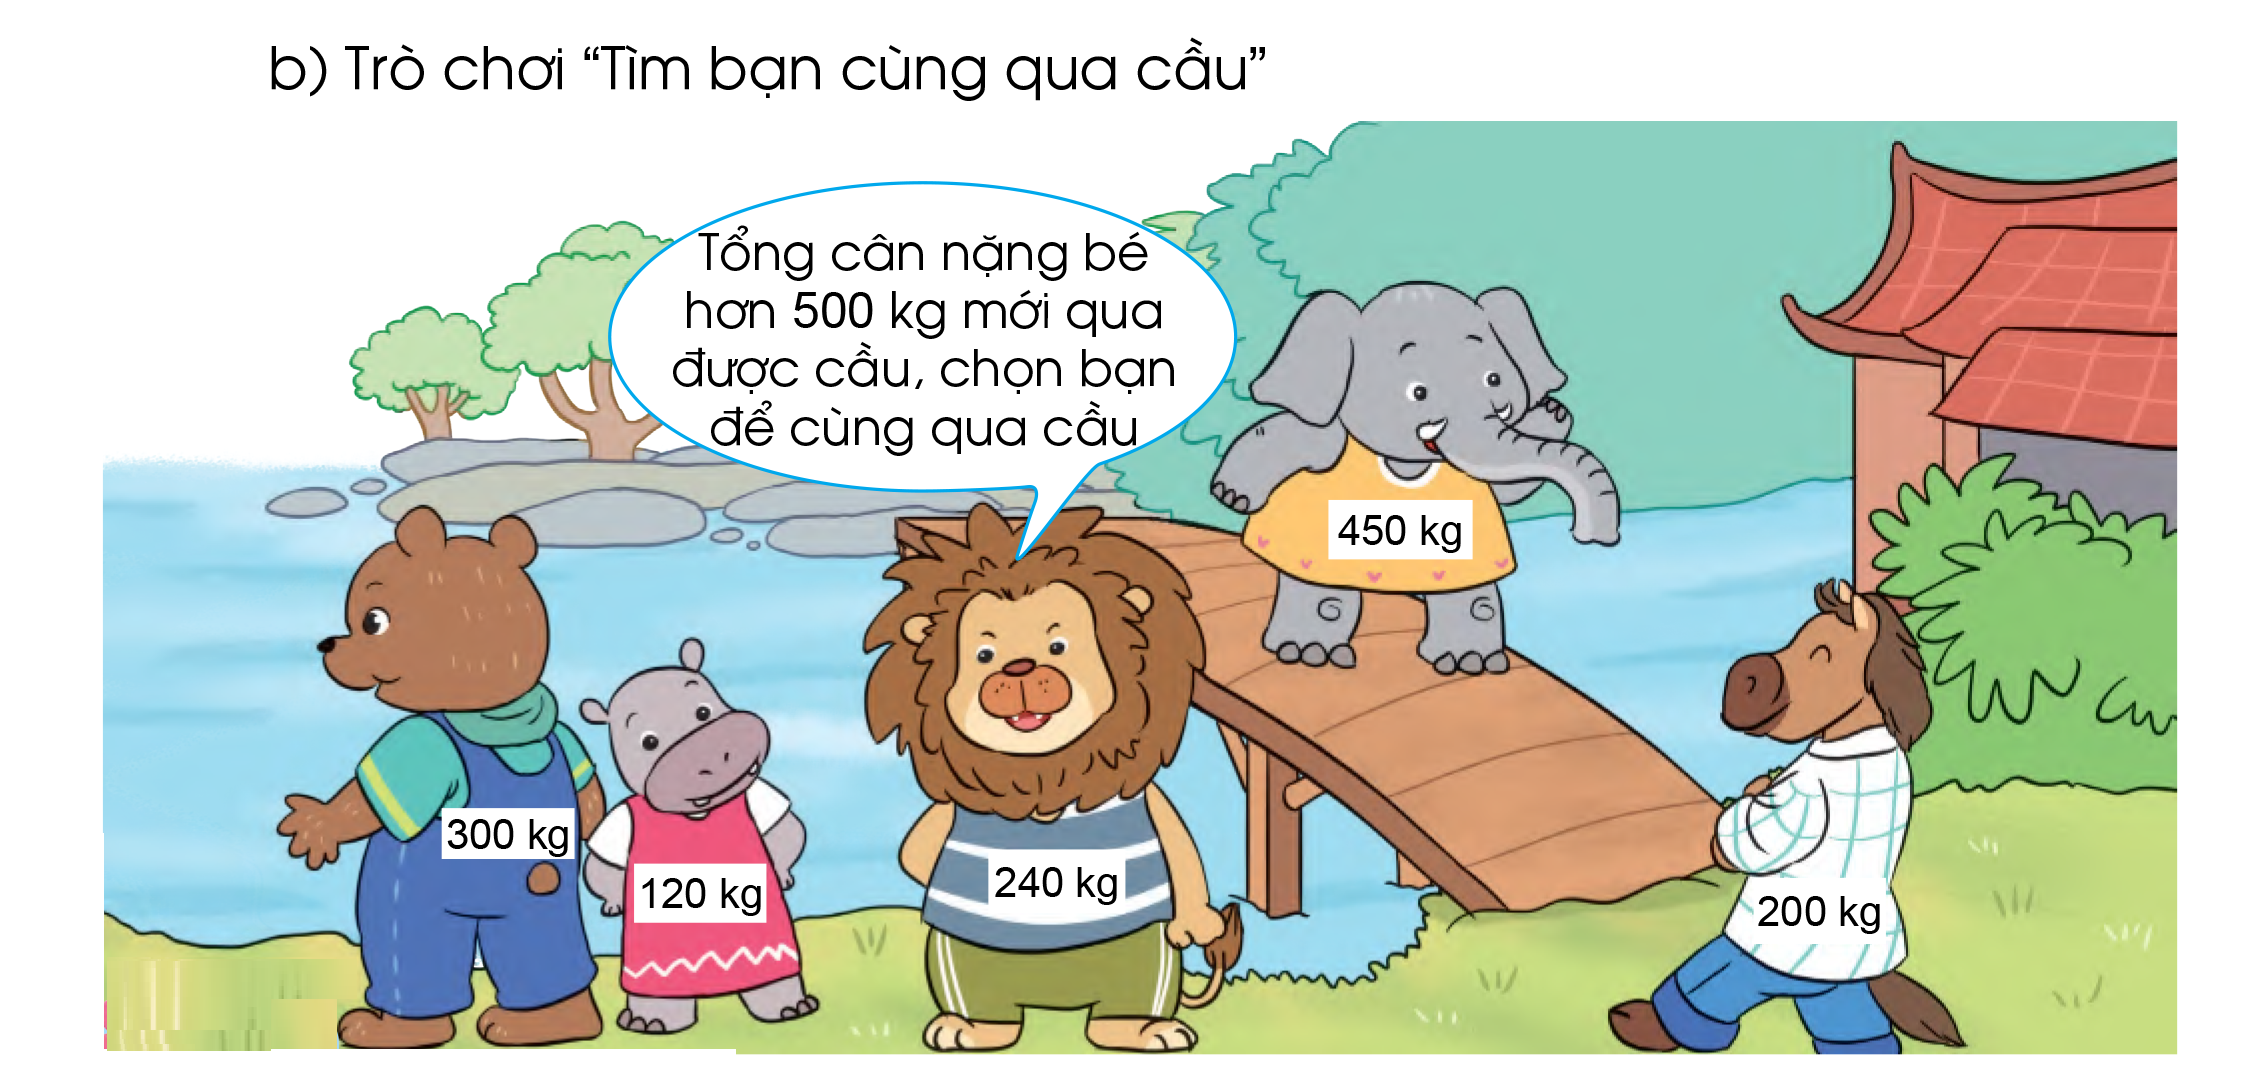 b) Trò chơi “Tìm bạn cùng qua cầu”
Tổng cân nặng bé
hơn 500 kg mới qua
được cầu, chọn bạn
để cùng qua cầu
450 kg
300 kg
120 kg
240 kg
200 kg